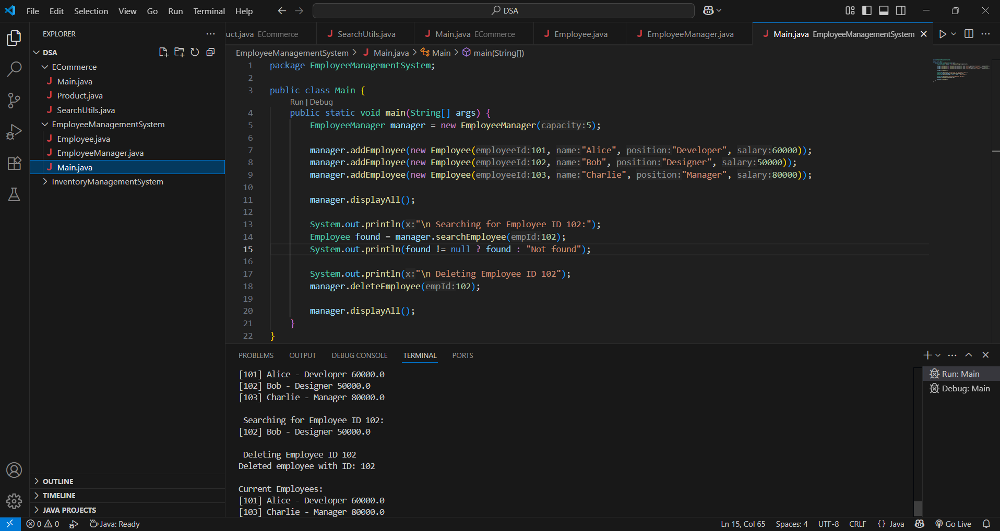 File Edit Selection View Go Run Terminal Help
DSA
EXPLORER
DSA
ECommerce
Main.java
Product.java
SearchUtils.java
EmployeeManagementSystem
Employee.java
EmployeeManager.java
Main.java
InventoryManagementSystem
OUTLINE
TIMELINE
JAVA PROJECTS
uct.java ECommerce
SearchUtils.java
Main.java ECommerce
Employee.java
EmployeeManager.java
Main.java EmployeeManagementSystem
EmployeeManagementSystem > Main.java > Main > main(String[])
1 package EmployeeManagementSystem;
2
3 public class Main {
Run | Debug
4 public static void main(String[] args) {
5 EmployeeManager manager = new EmployeeManager(capacity:5);
6
7 manager.addEmployee(new Employee(employeeId:101, name:"Alice", position:"Developer", salary:60000));
8 manager.addEmployee(new Employee(employeeId:102, name:"Bob", position:"Designer", salary:50000));
9 manager.addEmployee(new Employee(employeeId:103, name:"Charlie", position:"Manager", salary:80000));
10
11 manager.displayAll();
12
13 System.out.println(x:"\n Searching for Employee ID 102:");
14 Employee found = manager.searchEmployee(empId:102);
15 System.out.println(found != null ? found : "Not found");
16
17 System.out.println(x:"\n Deleting Employee ID 102");
18 manager.deleteEmployee(empId:102);
19
20 manager.displayAll();
21 }
22 }
PROBLEMS OUTPUT DEBUG CONSOLE TERMINAL PORTS
[101] Alice - Developer 60000.0
[102] Bob - Designer 50000.0
[103] Charlie - Manager 80000.0
Searching for Employee ID 102:
[102] Bob - Designer 50000.0
Deleting Employee ID 102
Deleted employee with ID: 102
Current Employees:
[101] Alice - Developer 60000.0
[103] Charlie - Manager 80000.0
Run: Main
Debug: Main
0 0 Java: Ready
Ln 15, Col 65 Spaces: 4 UTF-8 CRLF {} Java Go Live